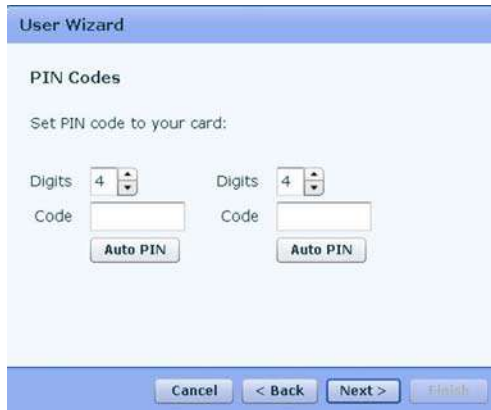 User Wizard
PIN Codes
Set PIN code to your card:
Digits 4 Digits 4
Code Code
Auto PIN Auto PIN
Cancel < Back Next > Finish